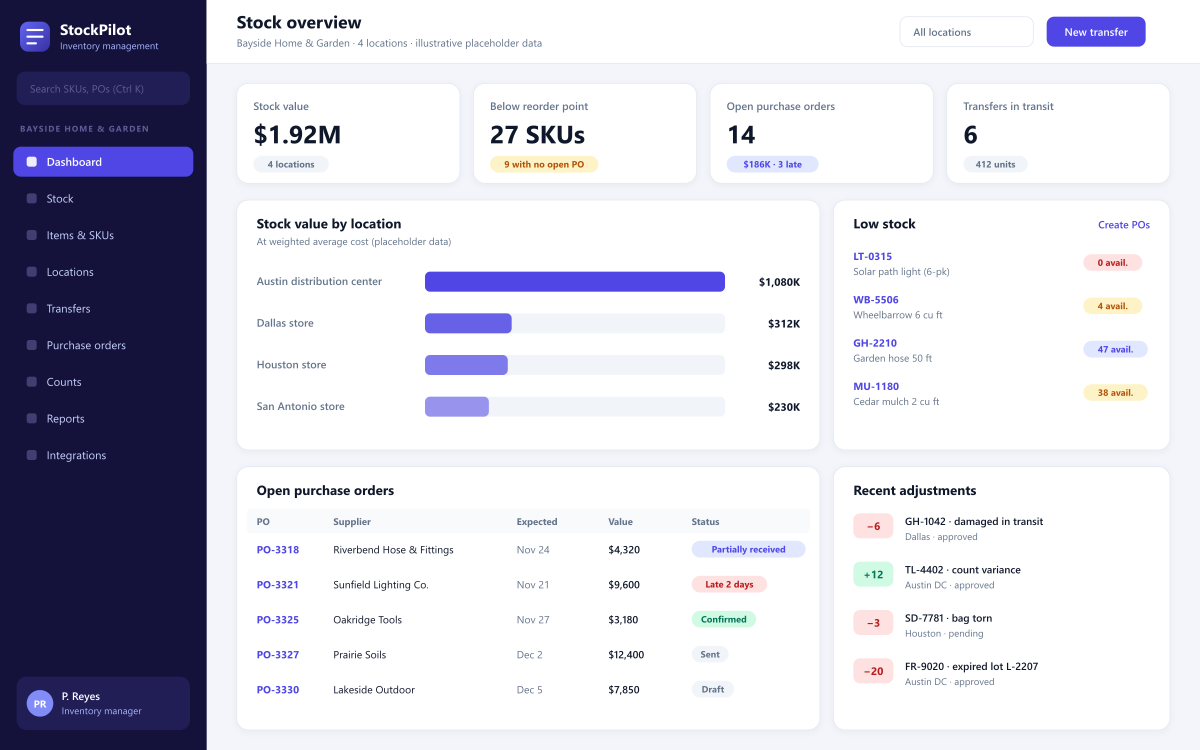 StockPilot
Inventory management
Search SKUs, POs (Ctrl K)
BAYSIDE HOME & GARDEN
Dashboard
Stock
Items & SKUs
Locations
Transfers
Purchase orders
Counts
Reports
Integrations
PR
P. Reyes
Inventory manager
Stock overview
Bayside Home & Garden · 4 locations · illustrative placeholder data
All locations
New transfer
Stock value
$1.92M
4 locations
Below reorder point
27 SKUs
9 with no open PO
Open purchase orders
14
$186K · 3 late
Transfers in transit
6
412 units
Stock value by location
At weighted average cost (placeholder data)
Austin distribution center $1,080K
Dallas store $312K
Houston store $298K
San Antonio store $230K
Low stock Create POs
LT-0315
Solar path light (6-pk)
0 avail.
WB-5506
Wheelbarrow 6 cu ft
4 avail.
GH-2210
Garden hose 50 ft
47 avail.
MU-1180
Cedar mulch 2 cu ft
38 avail.
Open purchase orders
PO Supplier Expected Value Status
PO-3318 Riverbend Hose & Fittings Nov 24 $4,320 Partially received
PO-3321 Sunfield Lighting Co. Nov 21 $9,600 Late 2 days
PO-3325 Oakridge Tools Nov 27 $3,180 Confirmed
PO-3327 Prairie Soils Dec 2 $12,400 Sent
PO-3330 Lakeside Outdoor Dec 5 $7,850 Draft
Recent adjustments
−6
GH-1042 · damaged in transit
Dallas · approved
+12
TL-4402 · count variance
Austin DC · approved
−3
SD-7781 · bag torn
Houston · pending
−20
FR-9020 · expired lot L-2207
Austin DC · approved